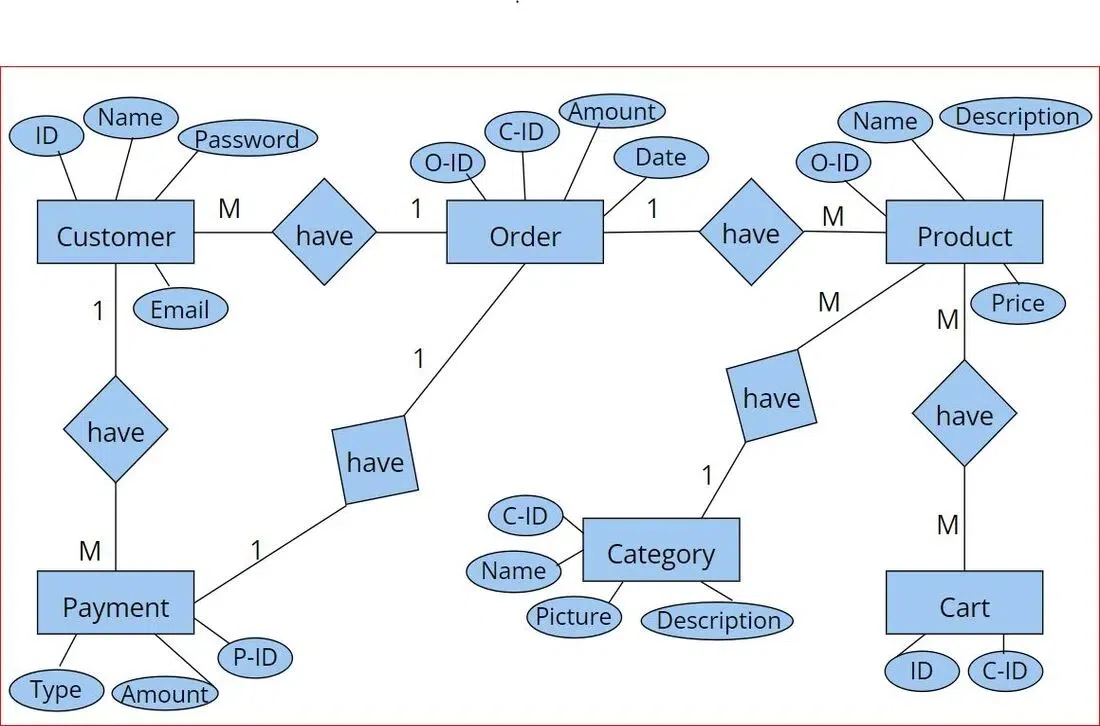 ID
Name
Password
O-ID
C-ID
Amount
Date
O-ID
Name
Description
Customer
M
have
1
Order
1
have
M
Product
Email
Price
1
1
M
M
have
have
have
have
M
1
1
M
C-ID
Name
Picture
Description
Category
Payment
Cart
Type
Amount
P-ID
ID
C-ID